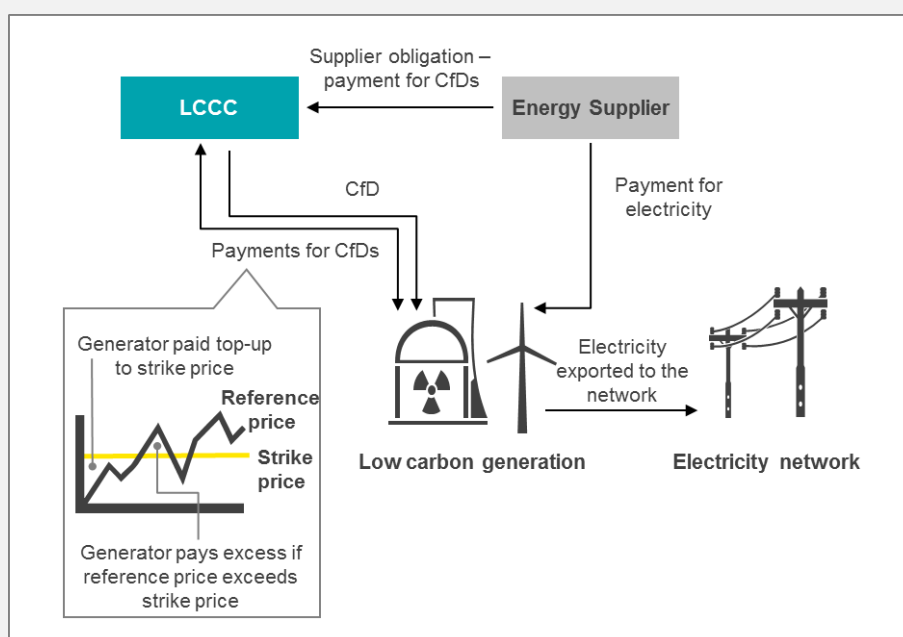 Supplier obligation –
payment for CfDs
LCCC
Energy Supplier
CfD
Payment for
electricity
Payments for CfDs
Generator paid top-up
to strike price
Reference
price
Strike
price
Generator pays excess if
reference price exceeds
strike price
Electricity
exported to the
network
Low carbon generation
Electricity network